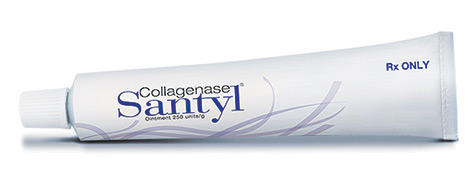 Collagenase
Santyl®
Ointment 250 units/g
Rx ONLY